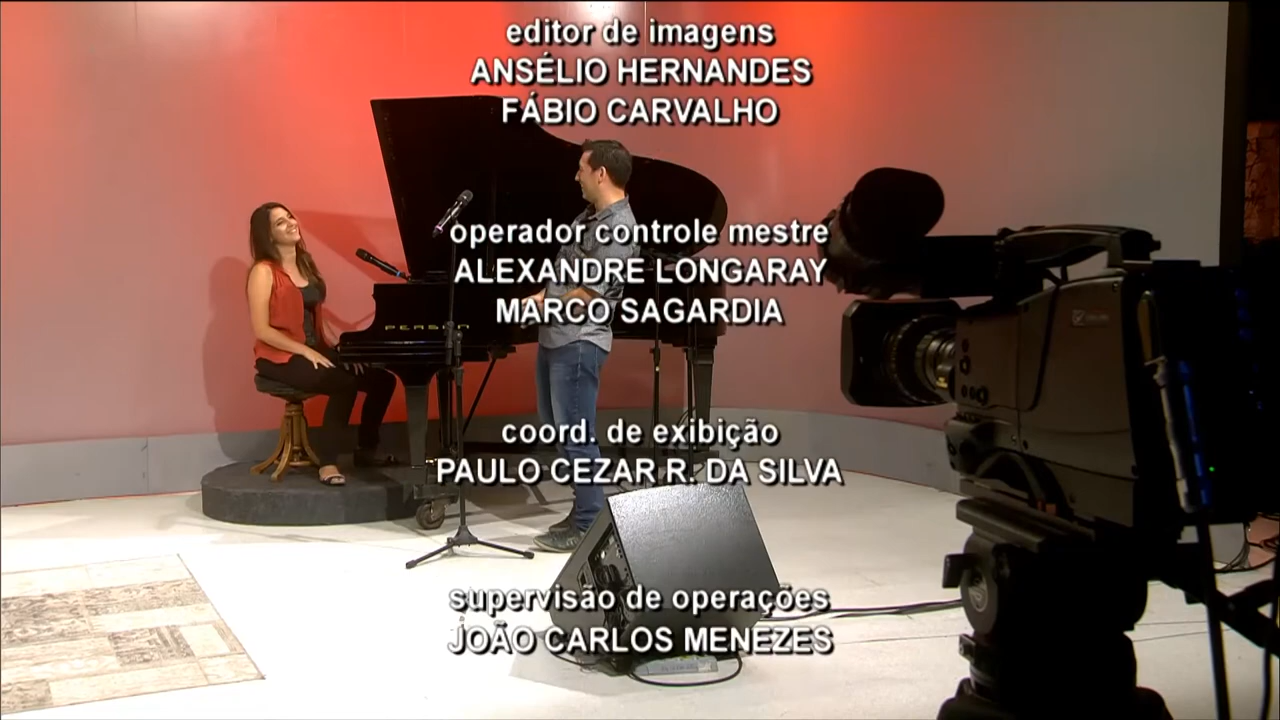 editor de imagens
ANSÉLIO HERNANDES
FÁBIO CARVALHO
operador controle mestre
ALEXANDRE LONGARAY
MARCO SAGARDIA
PERSON
coord. de exibição
PAULO CEZAR R. DA SILVA
supervisão de operações
JOÃO CARLOS MENEZES